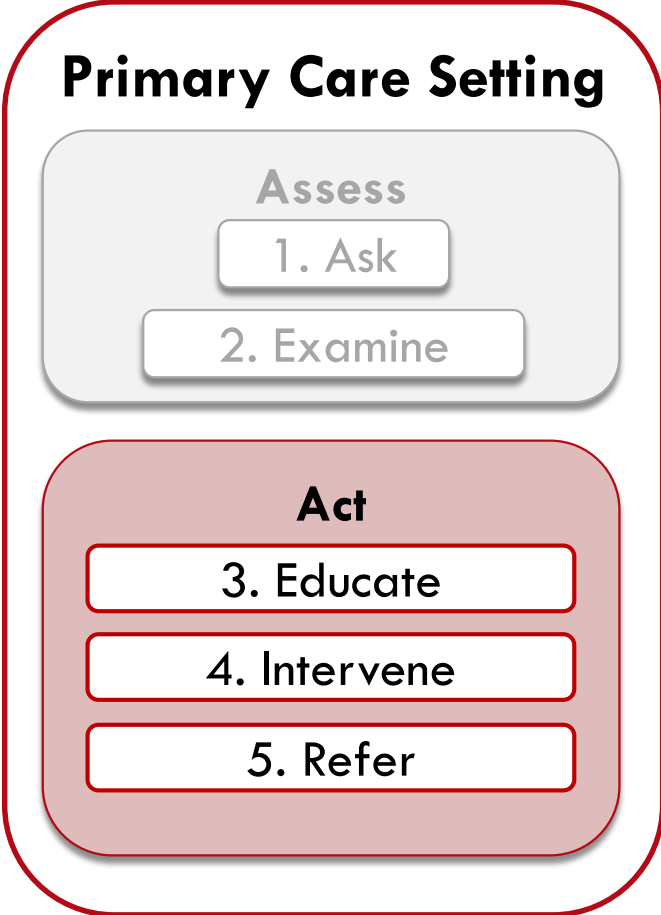 Primary Care Setting
Assess
1. Ask
2. Examine
Act
3. Educate
4. Intervene
5. Refer